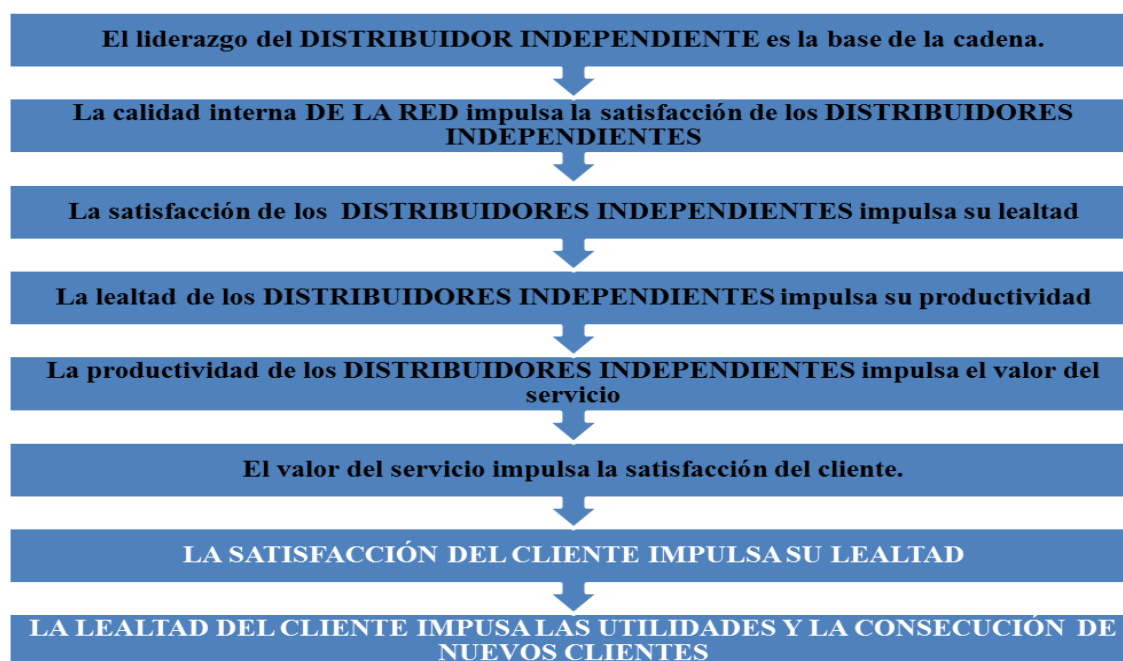 El liderazgo del DISTRIBUIDOR INDEPENDIENTE es la base de la cadena.
La calidad interna DE LA RED impulsa la satisfacción de los DISTRIBUIDORES
INDEPENDIENTES
La satisfacción de los DISTRIBUIDORES INDEPENDIENTES impulsa su lealtad
La lealtad de los DISTRIBUIDORES INDEPENDIENTES impulsa su productividad
La productividad de los DISTRIBUIDORES INDEPENDIENTES impulsa el valor del
servicio
El valor del servicio impulsa la satisfacción del cliente.
LA SATISFACCIÓN DEL CLIENTE IMPULSA SU LEALTAD
LA LEALTAD DEL CLIENTE IMPUSA LAS UTILIDADES Y LA CONSECUCIÓN DE
NUEVOS CLIENTES